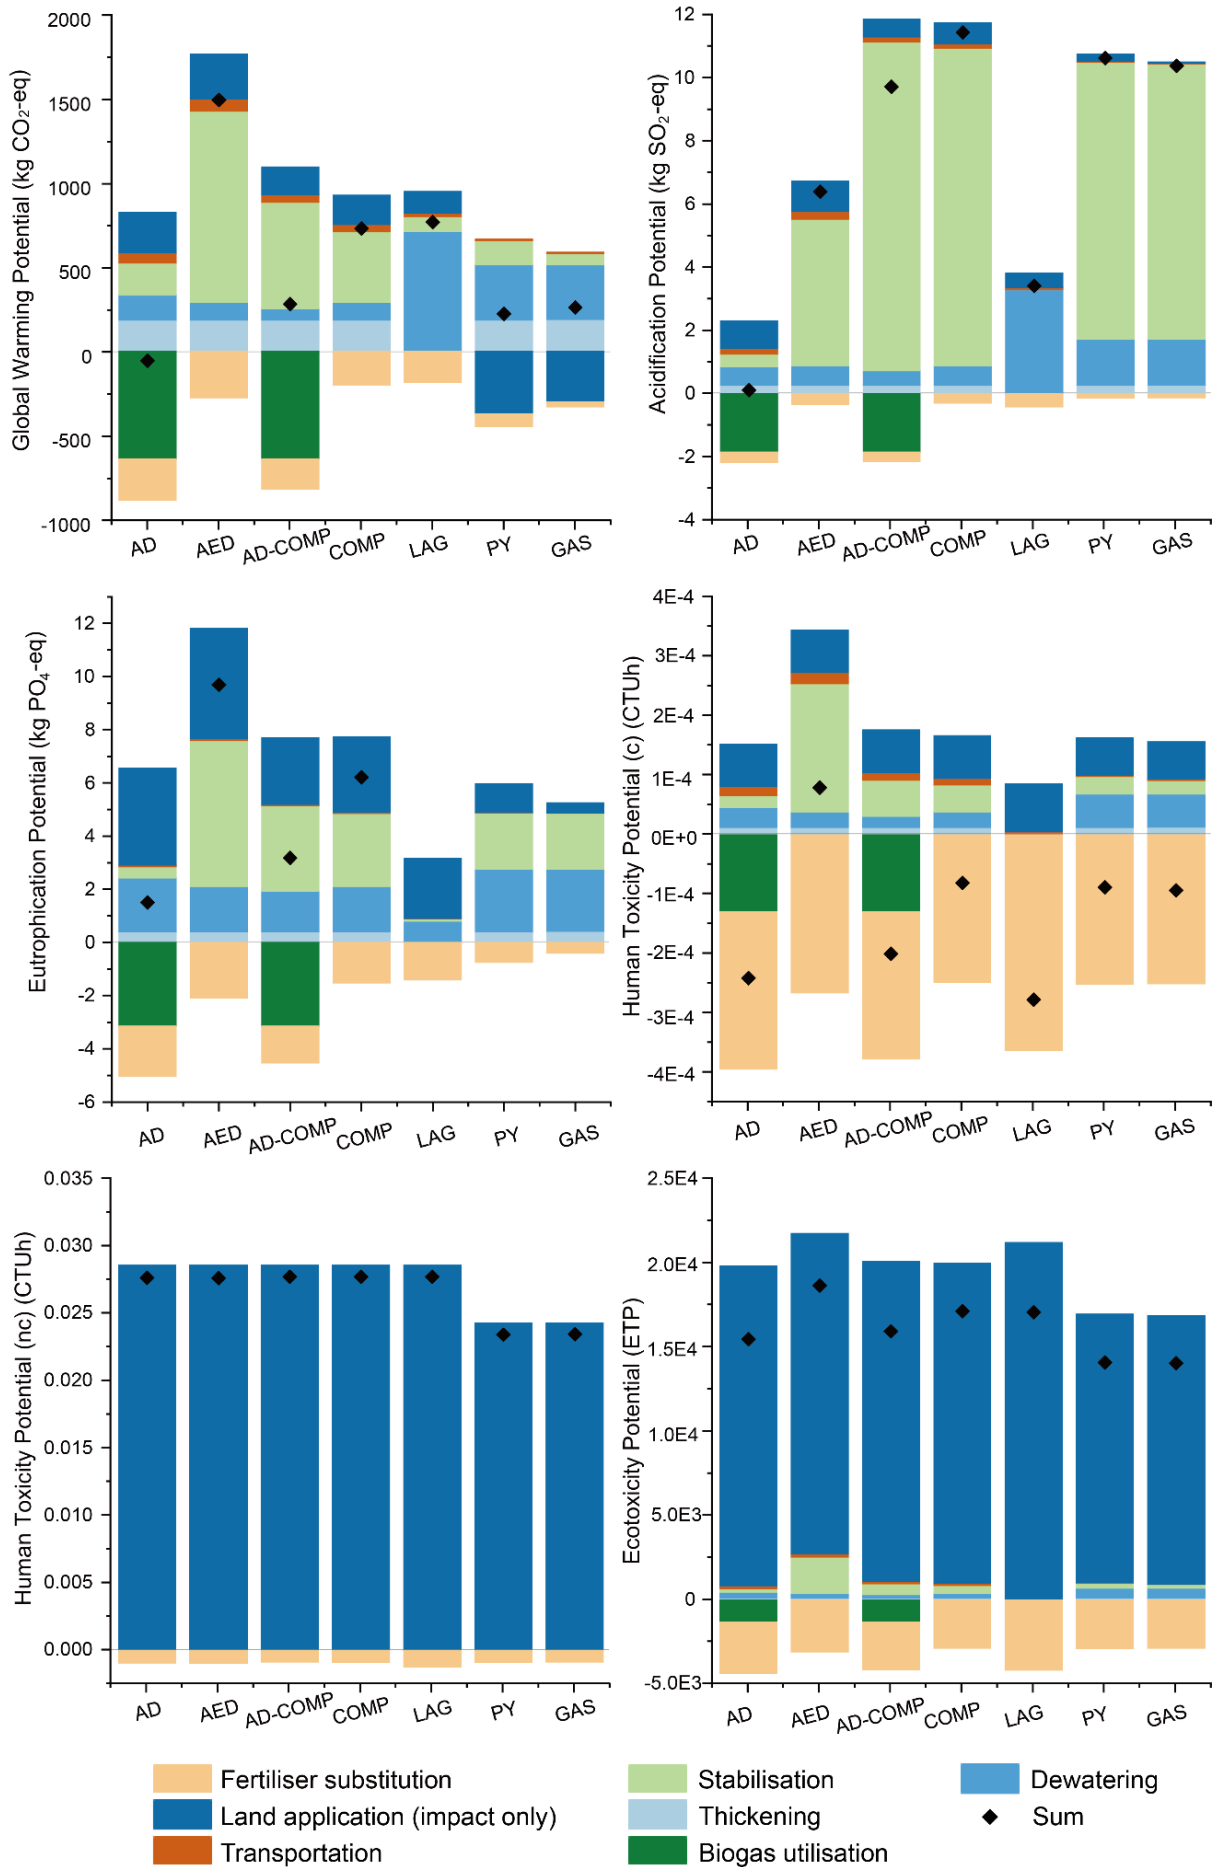 Global Warming Potential (kg CO₂-eq)
2000
1500
1000
500
0
-500
-1000
AD AED AD-COMP COMP LAG PY GAS
Acidification Potential (kg SO₂-eq)
12
10
8
6
4
2
0
-2
-4
AD AED AD-COMP COMP LAG PY GAS
Eutrophication Potential (kg PO₄-eq)
12
10
8
6
4
2
0
-2
-4
-6
AD AED AD-COMP COMP LAG PY GAS
Human Toxicity Potential (c) (CTUh)
4E-4
3E-4
2E-4
1E-4
0E+0
-1E-4
-2E-4
-3E-4
-4E-4
AD AED AD-COMP COMP LAG PY GAS
Human Toxicity Potential (nc) (CTUh)
0.035
0.030
0.025
0.020
0.015
0.010
0.005
0.000
AD AED AD-COMP COMP LAG PY GAS
Ecotoxicity Potential (ETP)
2.5E4
2.0E4
1.5E4
1.0E4
5.0E3
0
-5.0E3
AD AED AD-COMP COMP LAG PY GAS
Fertiliser substitution Stabilisation Dewatering
Land application (impact only) Thickening Sum
Transportation Biogas utilisation